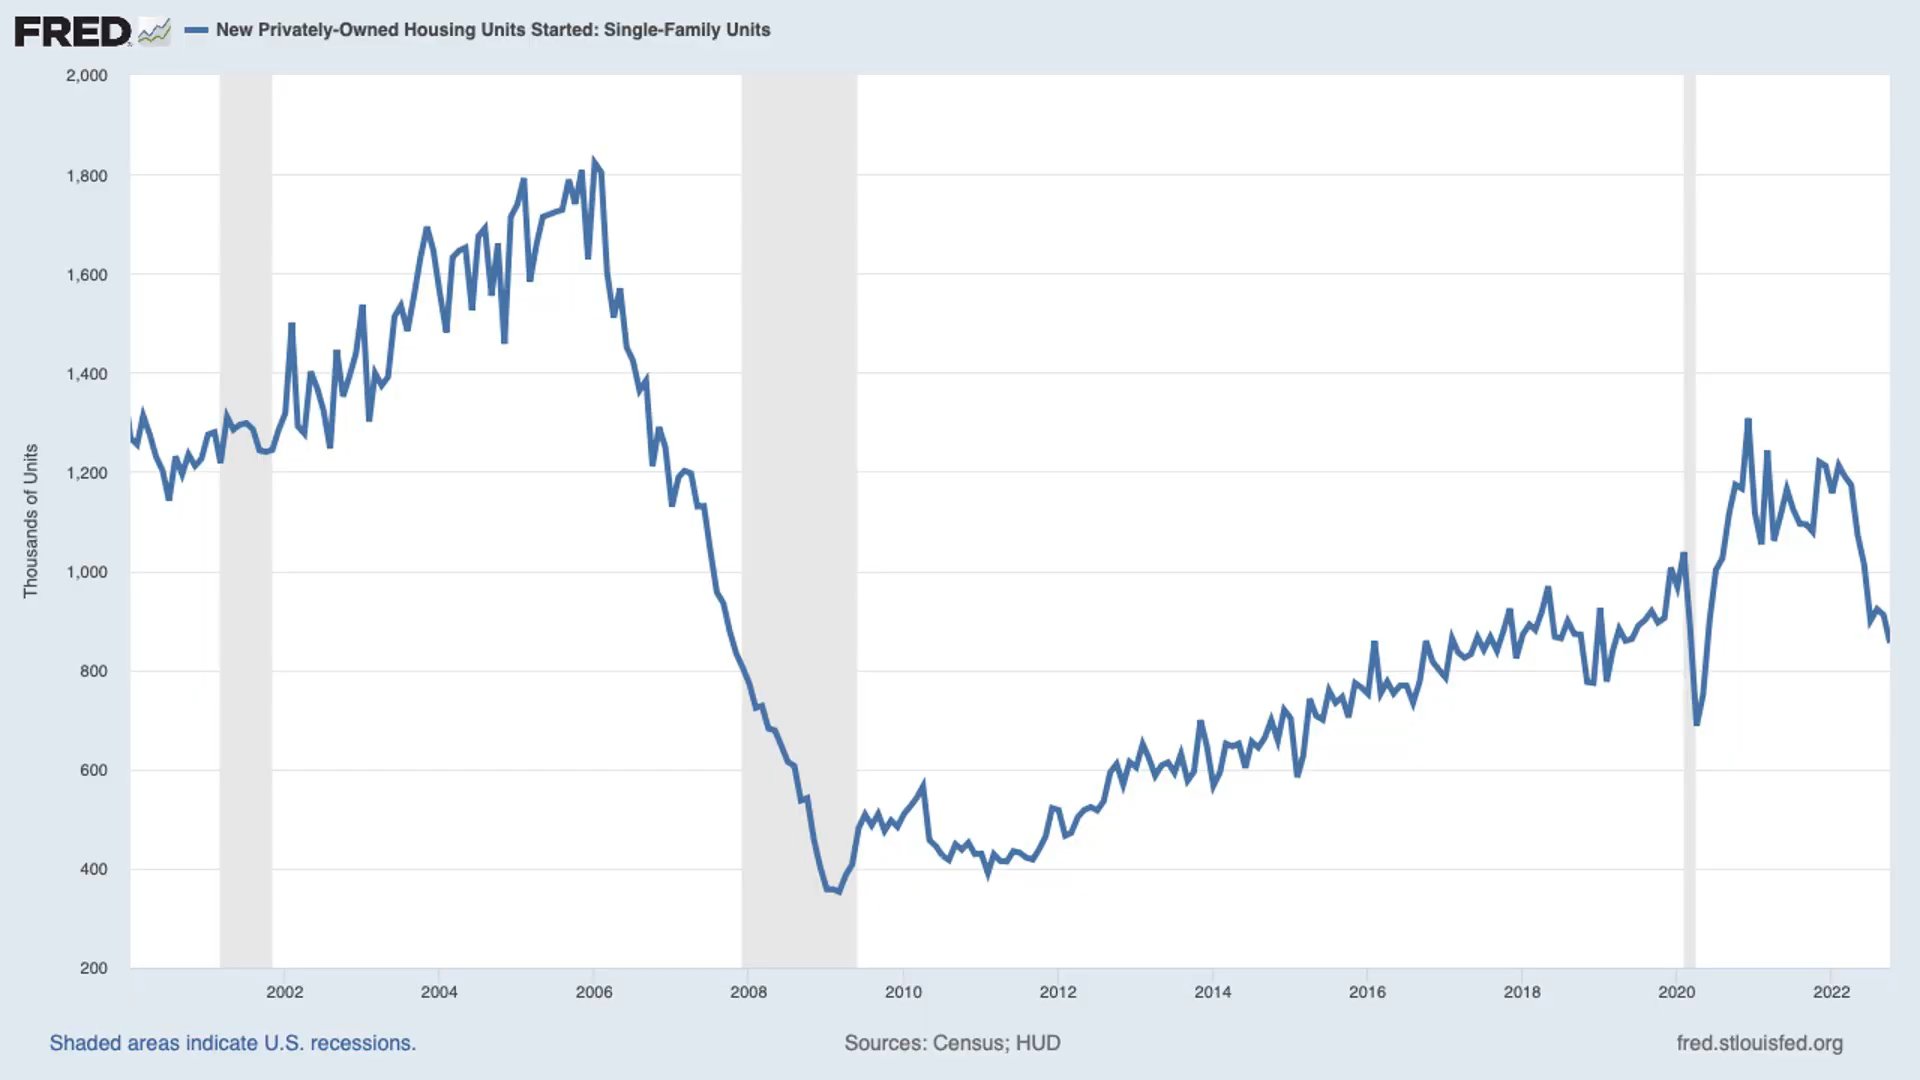 FRED New Privately-Owned Housing Units Started: Single-Family Units
2,000
1,800
1,600
1,400
1,200
1,000
800
600
400
200
Thousands of Units
2002 2004 2006 2008 2010 2012 2014 2016 2018 2020 2022
Shaded areas indicate U.S. recessions. Sources: Census; HUD fred.stlouisfed.org